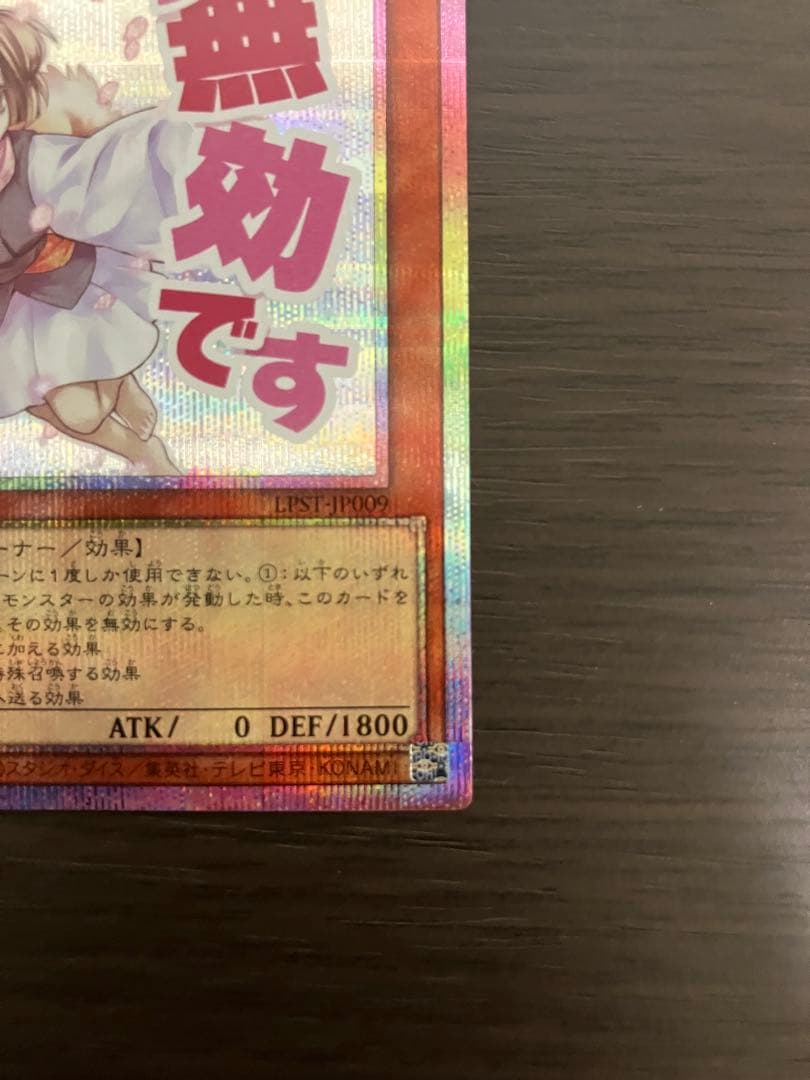 無
効
です
LPST-JP009
ーナー／効果】
ーンに１度しか使用できない。①：以下のいずれ
モンスターの効果が発動した時、このカードを
、その効果を無効にする。
に加える効果
特殊召喚する効果
へ送る効果
ATK/ 0 DEF/1800
©スタジオ・ダイス／集英社・テレビ東京・KONAMI